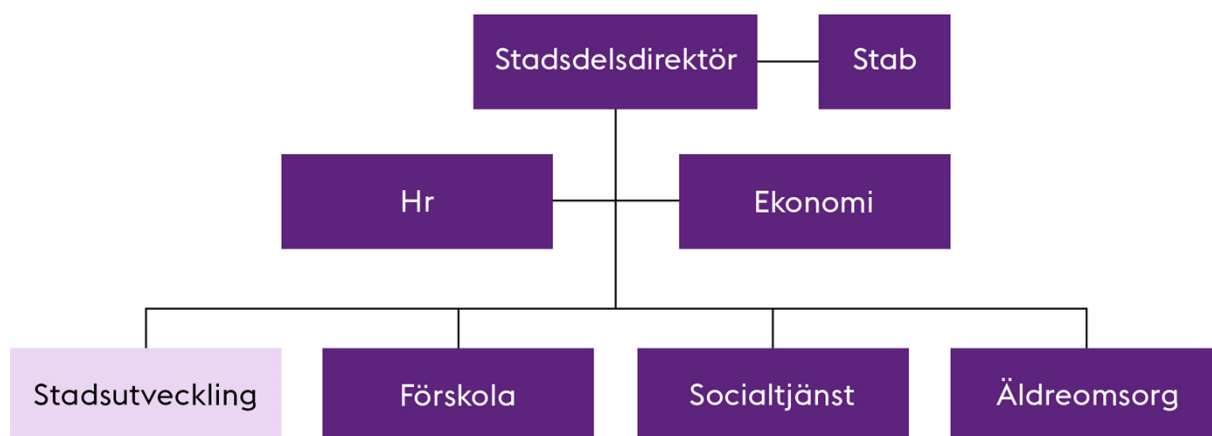 Stadsdelsdirektör
Stab
Hr
Ekonomi
Stadsutveckling
Förskola
Socialtjänst
Äldreomsorg